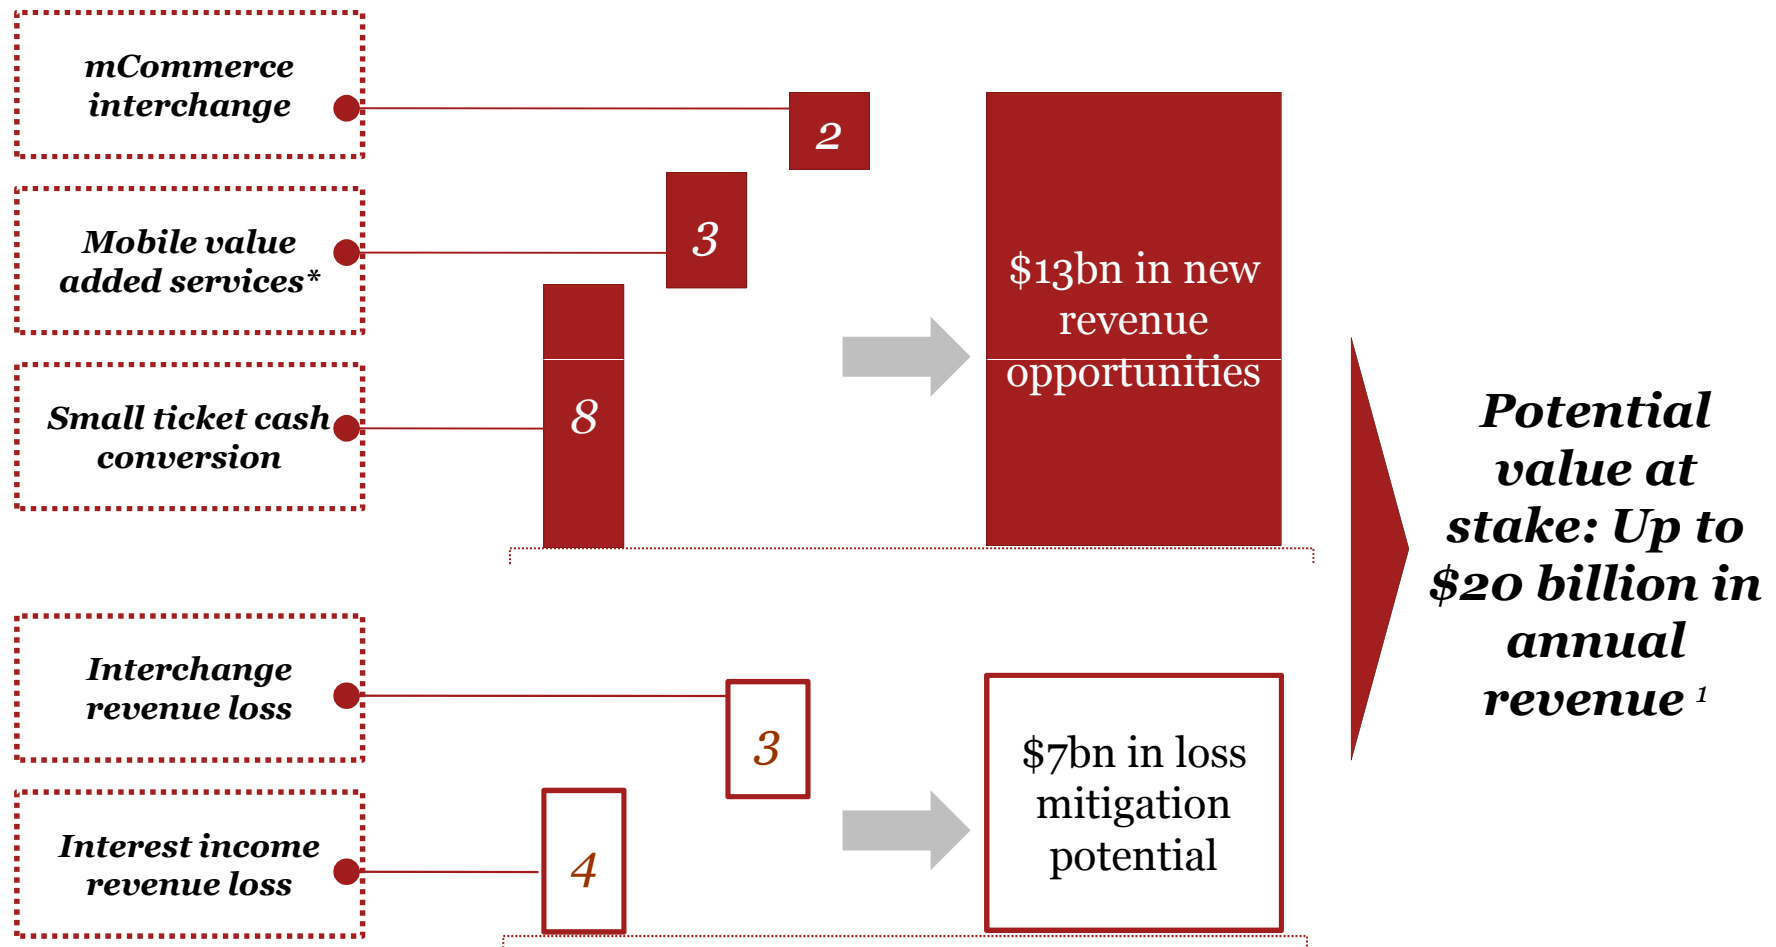 mCommerce
interchange
2
Mobile value
added services*
3
Small ticket cash
conversion
8
$13bn in new
revenue
opportunities
Interchange
revenue loss
3
Interest income
revenue loss
4
$7bn in loss
mitigation
potential
Potential
value at
stake: Up to
$20 billion in
annual
revenue 1